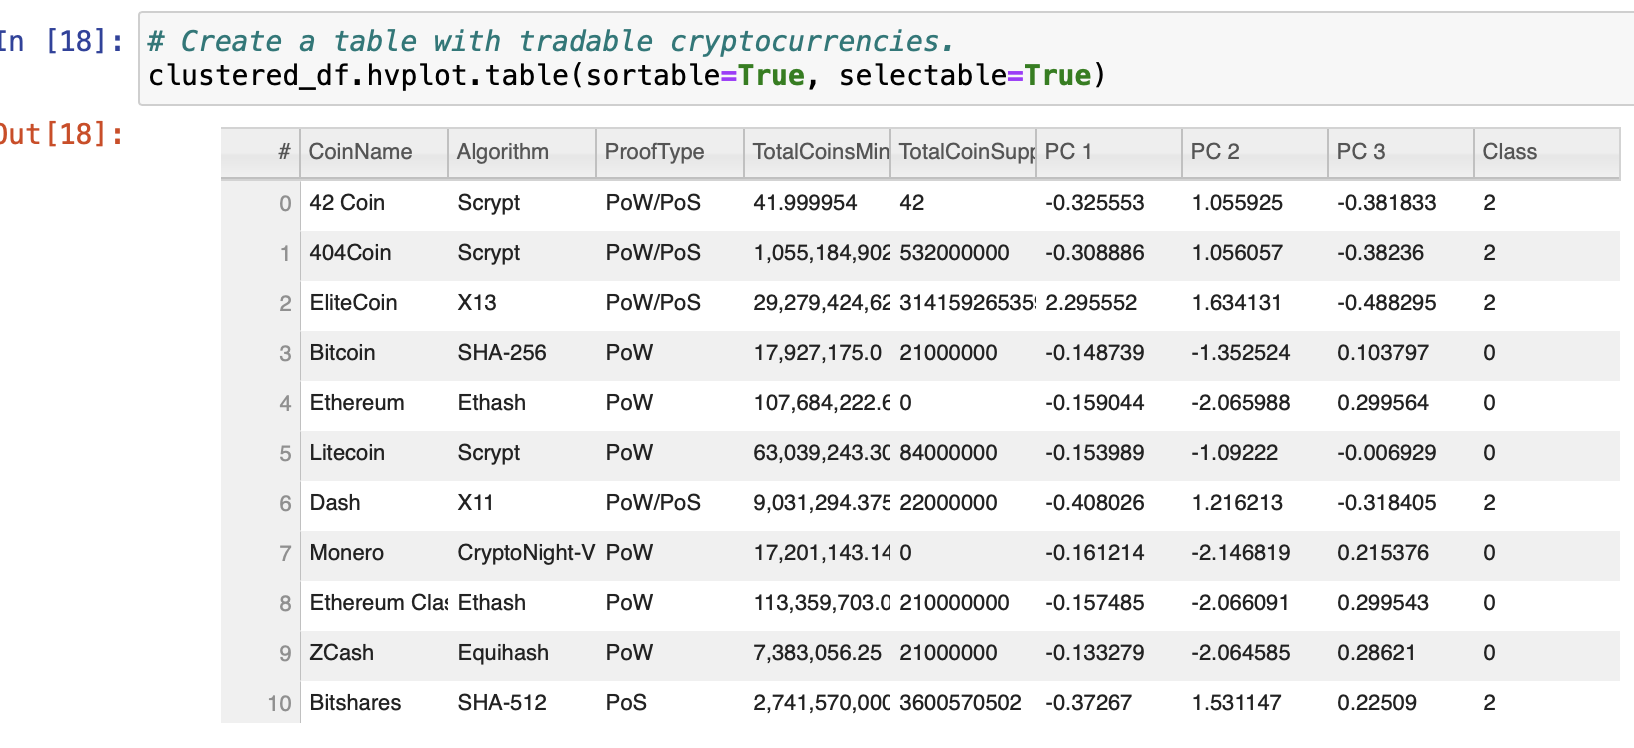 In [18]: # Create a table with tradable cryptocurrencies.
clustered_df.hvplot.table(sortable=True, selectable=True)
Out[18]:
# CoinName Algorithm ProofType TotalCoinsMin TotalCoinSupp PC 1 PC 2 PC 3 Class
0 42 Coin Scrypt PoW/PoS 41.999954 42 -0.325553 1.055925 -0.381833 2
1 404Coin Scrypt PoW/PoS 1,055,184,902 532000000 -0.308886 1.056057 -0.38236 2
2 EliteCoin X13 PoW/PoS 29,279,424,62 314159265359 2.295552 1.634131 -0.488295 2
3 Bitcoin SHA-256 PoW 17,927,175.0 21000000 -0.148739 -1.352524 0.103797 0
4 Ethereum Ethash PoW 107,684,222.6 0 -0.159044 -2.065988 0.299564 0
5 Litecoin Scrypt PoW 63,039,243.30 84000000 -0.153989 -1.09222 -0.006929 0
6 Dash X11 PoW/PoS 9,031,294.375 22000000 -0.408026 1.216213 -0.318405 2
7 Monero CryptoNight-V PoW 17,201,143.14 0 -0.161214 -2.146819 0.215376 0
8 Ethereum Clas Ethash PoW 113,359,703.0 210000000 -0.157485 -2.066091 0.299543 0
9 ZCash Equihash PoW 7,383,056.25 21000000 -0.133279 -2.064585 0.28621 0
10 Bitshares SHA-512 PoS 2,741,570,000 3600570502 -0.37267 1.531147 0.22509 2